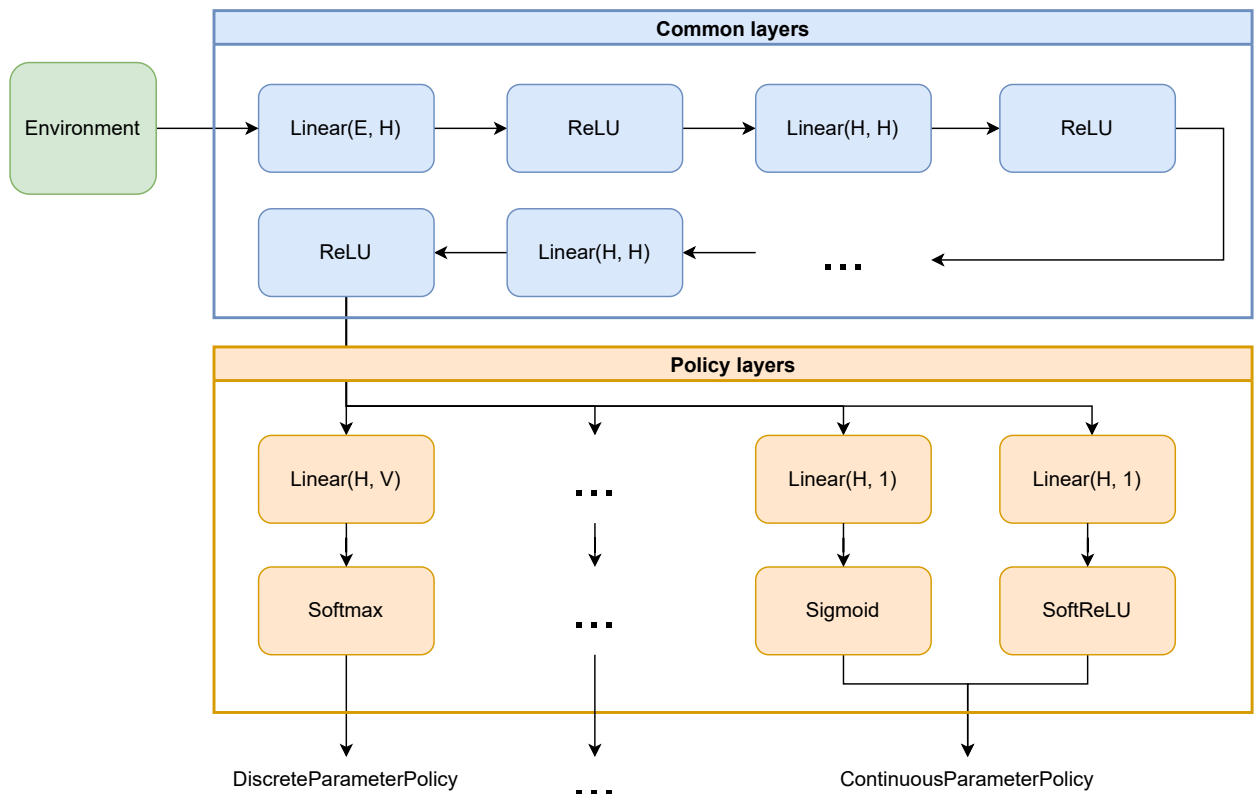 Common layers
Environment
Linear(E, H)
ReLU
Linear(H, H)
ReLU
ReLU
Linear(H, H)
...
Policy layers
Linear(H, V)
...
Linear(H, 1)
Linear(H, 1)
Softmax
...
Sigmoid
SoftReLU
DiscreteParameterPolicy
...
ContinuousParameterPolicy